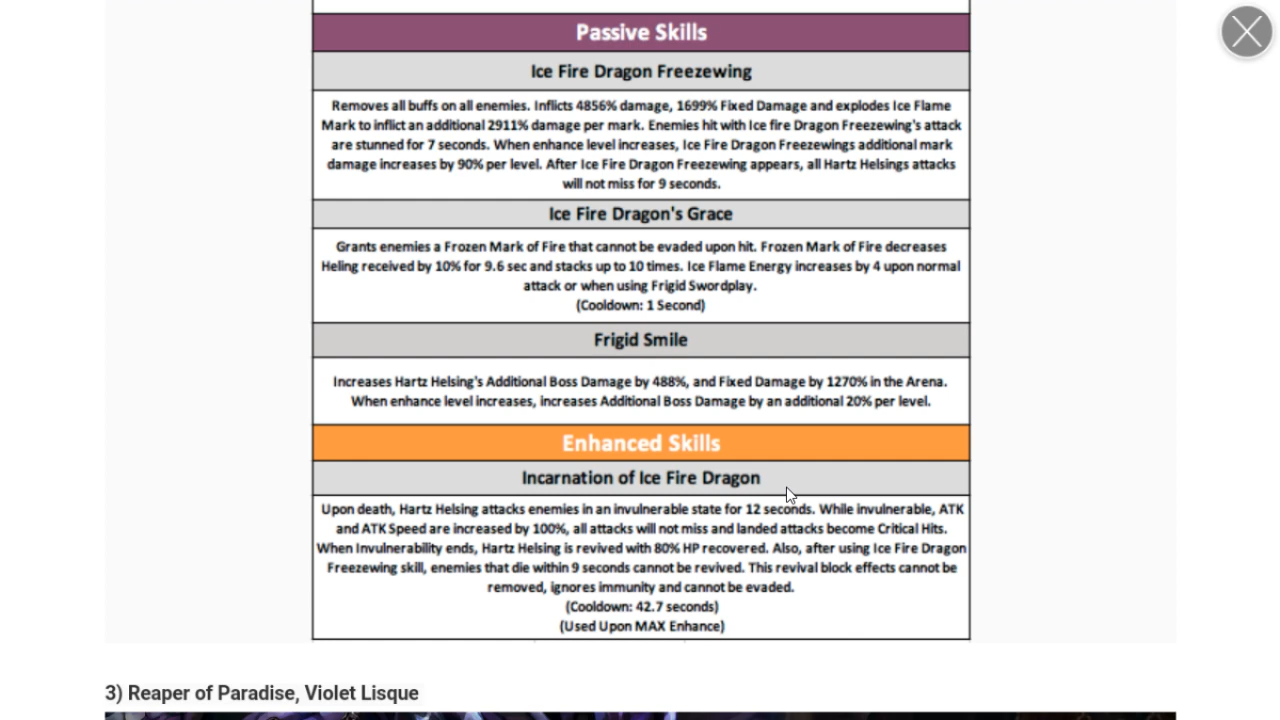 Passive Skills
Ice Fire Dragon Freezewing
Removes all buffs on all enemies. Inflicts 4856% damage, 1699% Fixed Damage and explodes Ice Flame
Mark to inflict an additional 2911% damage per mark. Enemies hit with Ice fire Dragon Freezewing's attack
are stunned for 7 seconds. When enhance level increases, Ice Fire Dragon Freezewings additional mark
damage increases by 90% per level. After Ice Fire Dragon Freezewing appears, all Hartz Helsings attacks
will not miss for 9 seconds.
Ice Fire Dragon's Grace
Grants enemies a Frozen Mark of Fire that cannot be evaded upon hit. Frozen Mark of Fire decreases
Heling received by 10% for 9.6 sec and stacks up to 10 times. Ice Flame Energy increases by 4 upon normal
attack or when using Frigid Swordplay.
(Cooldown: 1 Second)
Frigid Smile
Increases Hartz Helsing's Additional Boss Damage by 488%, and Fixed Damage by 1270% in the Arena.
When enhance level increases, increases Additional Boss Damage by an additional 20% per level.
Enhanced Skills
Incarnation of Ice Fire Dragon
Upon death, Hartz Helsing attacks enemies in an invulnerable state for 12 seconds. While invulnerable, ATK
and ATK Speed are increased by 100%, all attacks will not miss and landed attacks become Critical Hits.
When Invulnerability ends, Hartz Helsing is revived with 80% HP recovered. Also, after using Ice Fire Dragon
Freezewing skill, enemies that die within 9 seconds cannot be revived. This revival block effects cannot be
removed, ignores immunity and cannot be evaded.
(Cooldown: 42.7 seconds)
(Used Upon MAX Enhance)
3) Reaper of Paradise, Violet Lisque